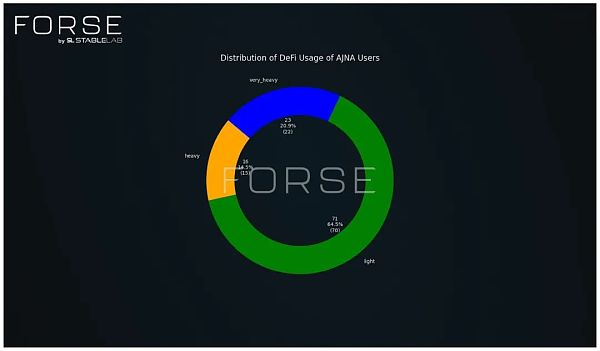 FORSE
by SL STABLELAB
Distribution of DeFi Usage of AJNA Users
very_heavy
23
20.9%
(22)
heavy
16
14.5%
(15)
FORSE
71
64.5%
(70)
light